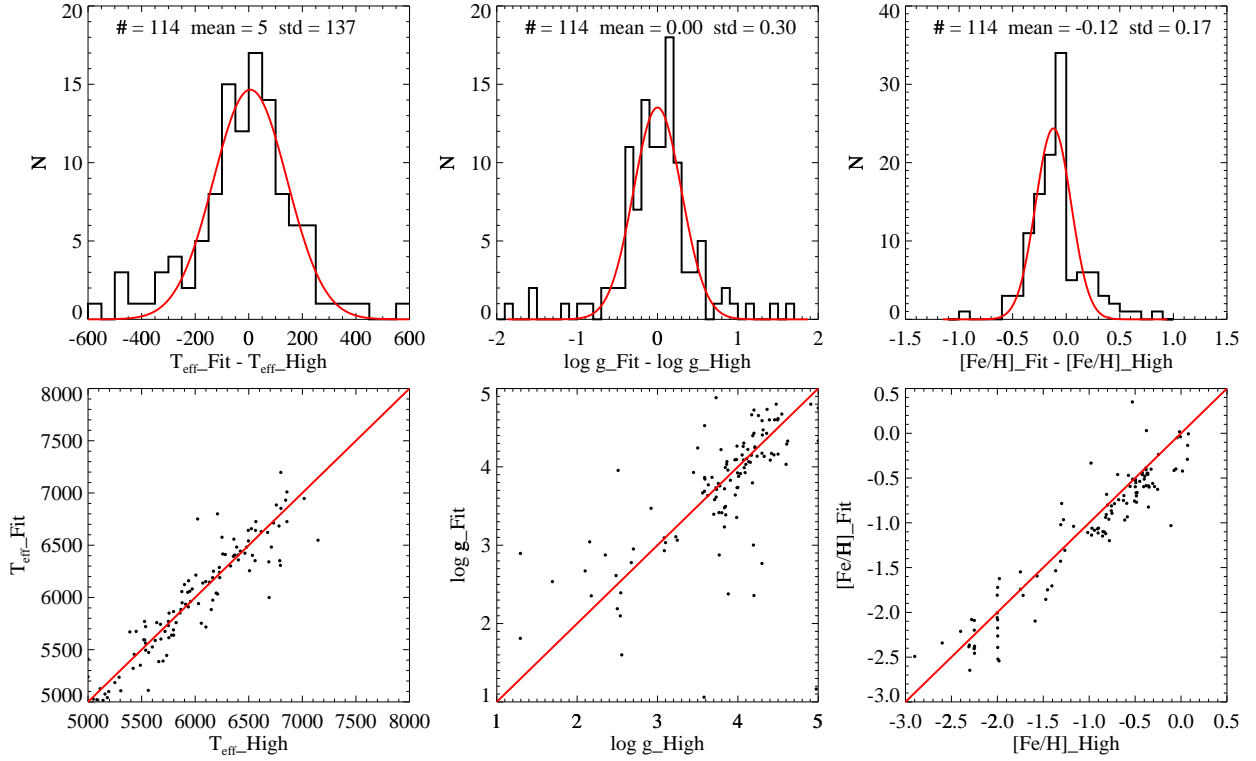 # = 114 mean = 5 std = 137
20
15
10
5
0
N
-600 -400 -200 0 200 400 600
T_eff_Fit - T_eff_High
# = 114 mean = 0.00 std = 0.30
20
15
10
5
0
N
-2 -1 0 1 2
log g_Fit - log g_High
# = 114 mean = -0.12 std = 0.17
40
30
20
10
0
N
-1.5 -1.0 -0.5 0.0 0.5 1.0 1.5
[Fe/H]_Fit - [Fe/H]_High
8000
7500
7000
6500
6000
5500
5000
T_eff_Fit
5000 5500 6000 6500 7000 7500 8000
T_eff_High
5
4
3
2
1
log g_Fit
1 2 3 4 5
log g_High
0.5
0.0
-0.5
-1.0
-1.5
-2.0
-2.5
-3.0
[Fe/H]_Fit
-3.0 -2.5 -2.0 -1.5 -1.0 -0.5 0.0 0.5
[Fe/H]_High